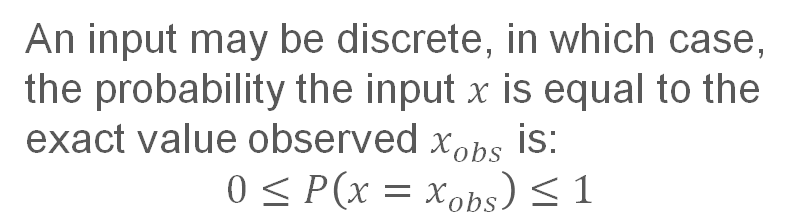 An input may be discrete, in which case,
the probability the input x is equal to the
exact value observed x_obs is:
0 ≤ P(x = x_obs) ≤ 1